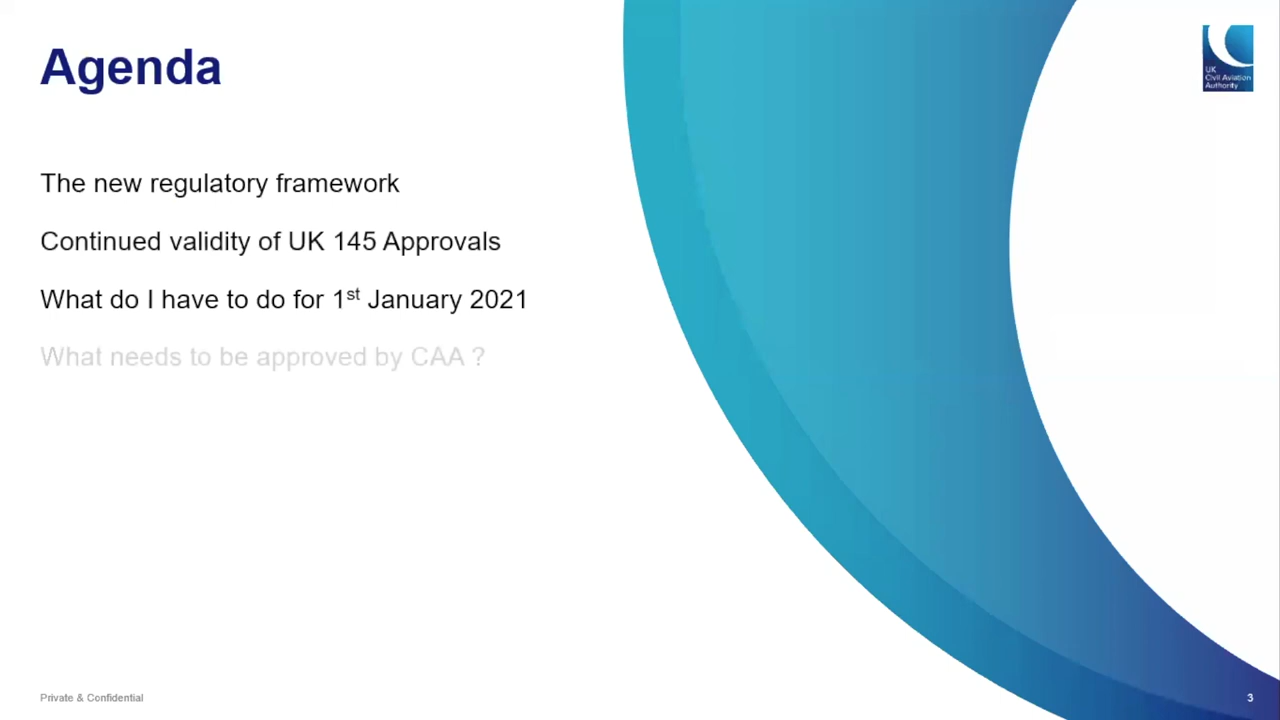 Agenda
UK
Civil Aviation
Authority
The new regulatory framework
Continued validity of UK 145 Approvals
What do I have to do for 1st January 2021
What needs to be approved by CAA ?
Private & Confidential
3